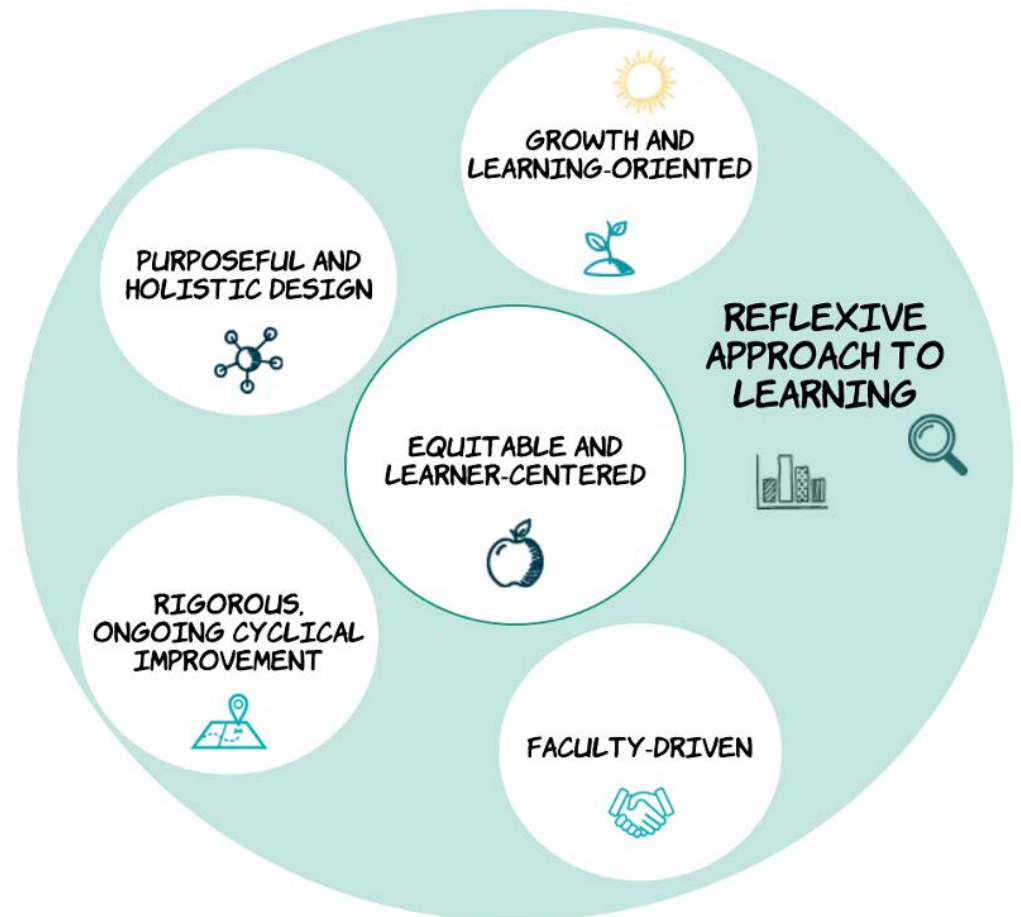 GROWTH AND
LEARNING-ORIENTED
PURPOSEFUL AND
HOLISTIC DESIGN
REFLEXIVE
APPROACH TO
LEARNING
EQUITABLE AND
LEARNER-CENTERED
RIGOROUS,
ONGOING CYCLICAL
IMPROVEMENT
FACULTY-DRIVEN